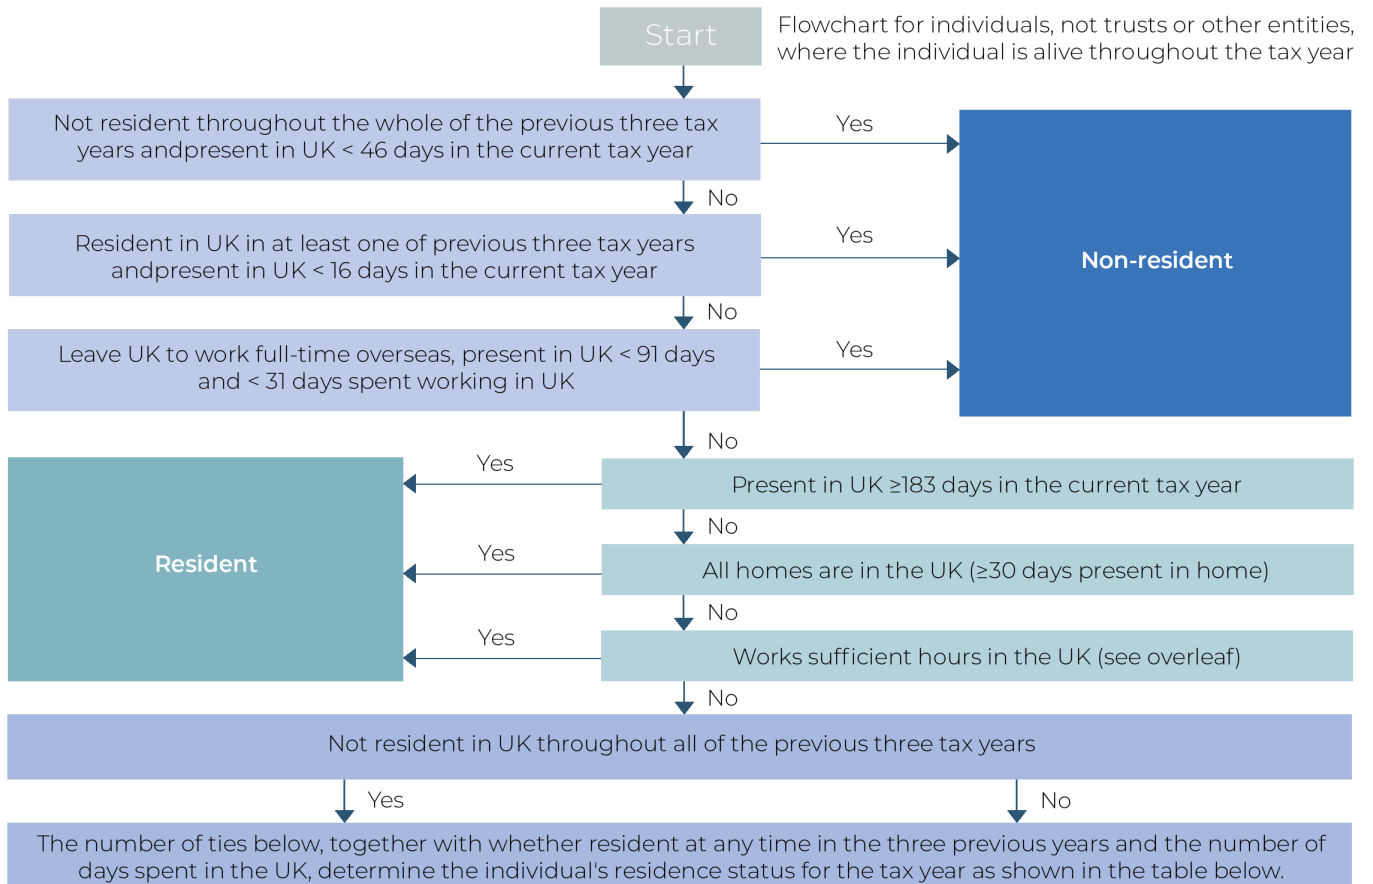 Start
Flowchart for individuals, not trusts or other entities,
where the individual is alive throughout the tax year
Not resident throughout the whole of the previous three tax
years andpresent in UK < 46 days in the current tax year
Yes
No
Resident in UK in at least one of previous three tax years
andpresent in UK < 16 days in the current tax year
Yes
Non-resident
No
Leave UK to work full-time overseas, present in UK < 91 days
and < 31 days spent working in UK
Yes
No
Present in UK ≥183 days in the current tax year
Yes
No
Resident
All homes are in the UK (≥30 days present in home)
Yes
No
Works sufficient hours in the UK (see overleaf)
Yes
No
Not resident in UK throughout all of the previous three tax years
Yes
No
The number of ties below, together with whether resident at any time in the three previous years and the number of
days spent in the UK, determine the individual's residence status for the tax year as shown in the table below.